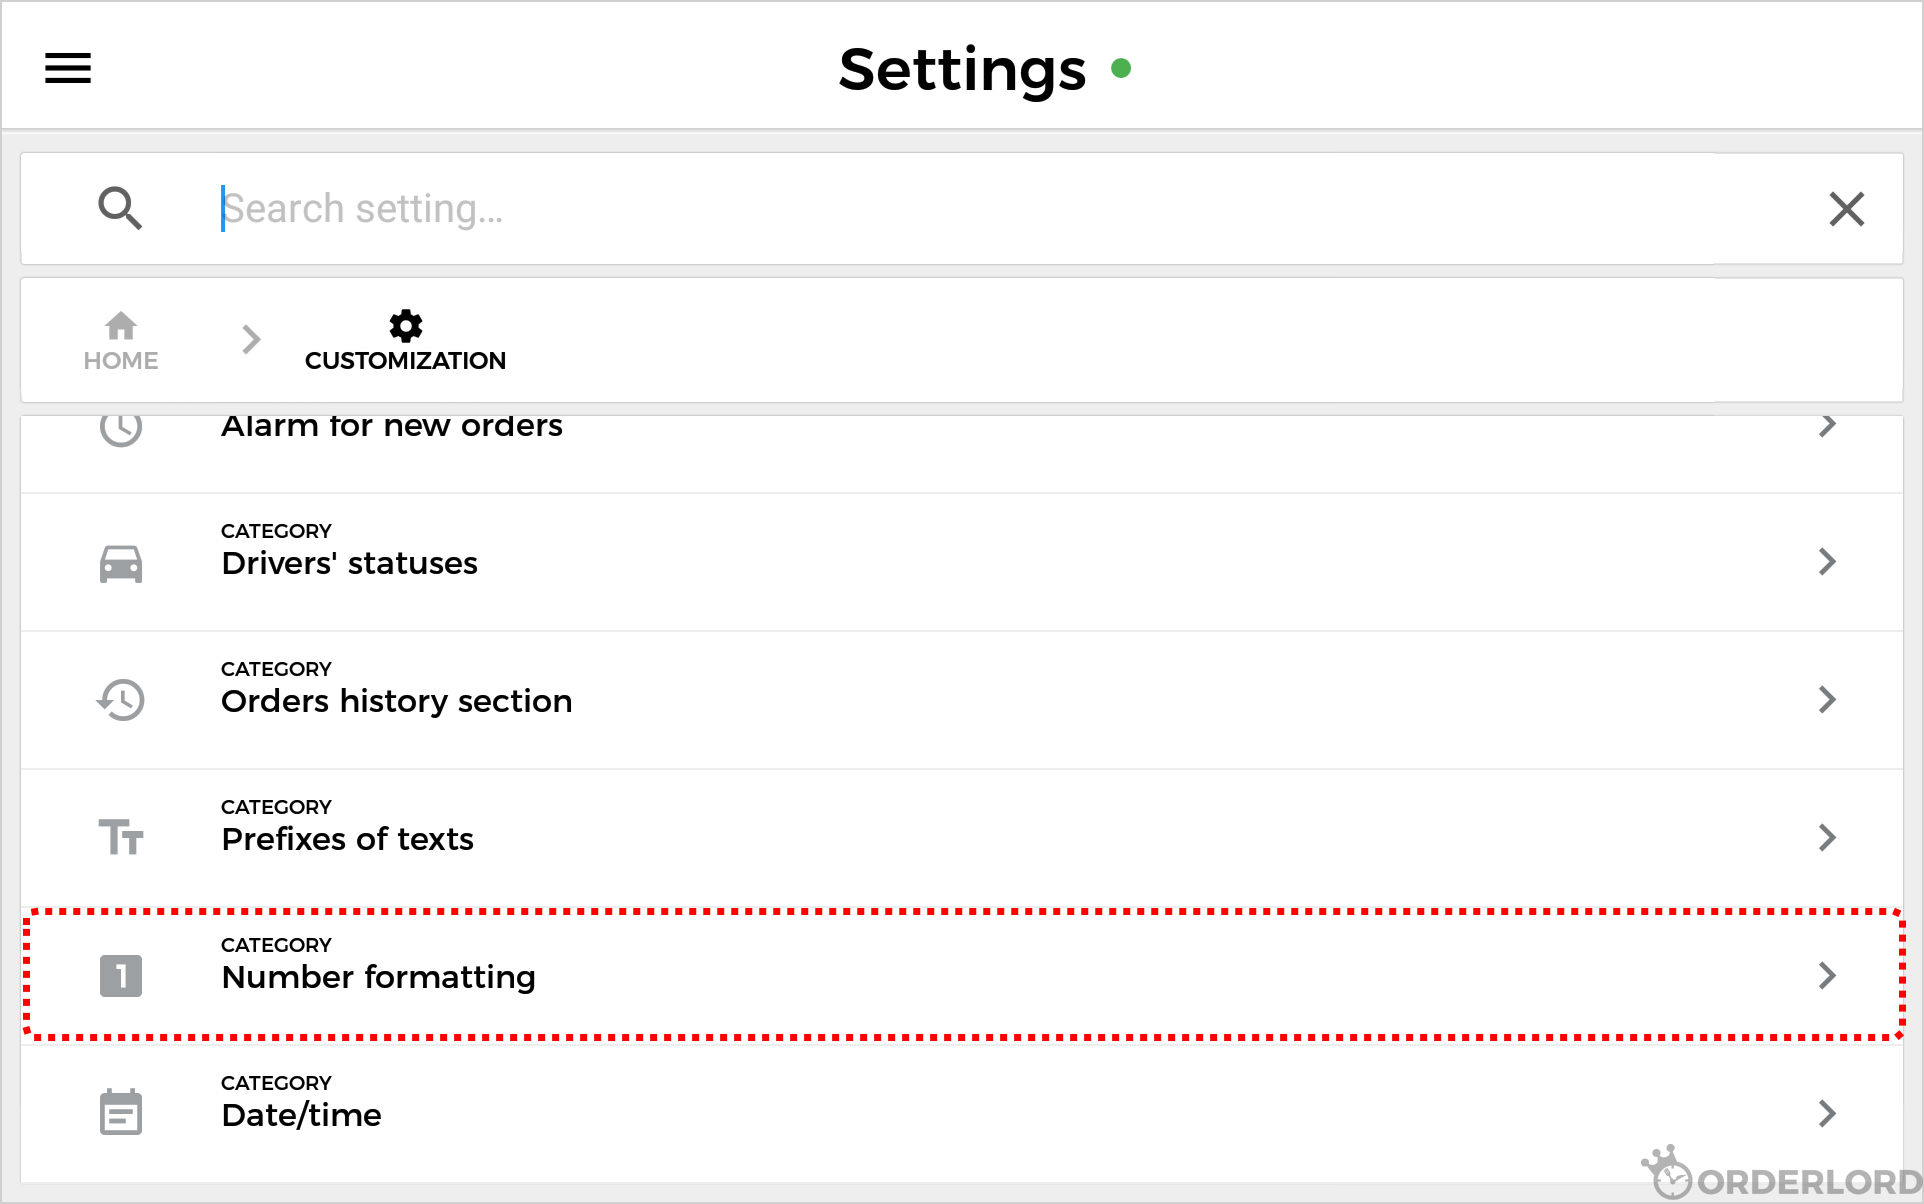 Settings
Search setting...
HOME
CUSTOMIZATION
Alarm for new orders
CATEGORY
Drivers' statuses
CATEGORY
Orders history section
CATEGORY
Prefixes of texts
CATEGORY
1
Number formatting
CATEGORY
Date/time
ORDERLORD